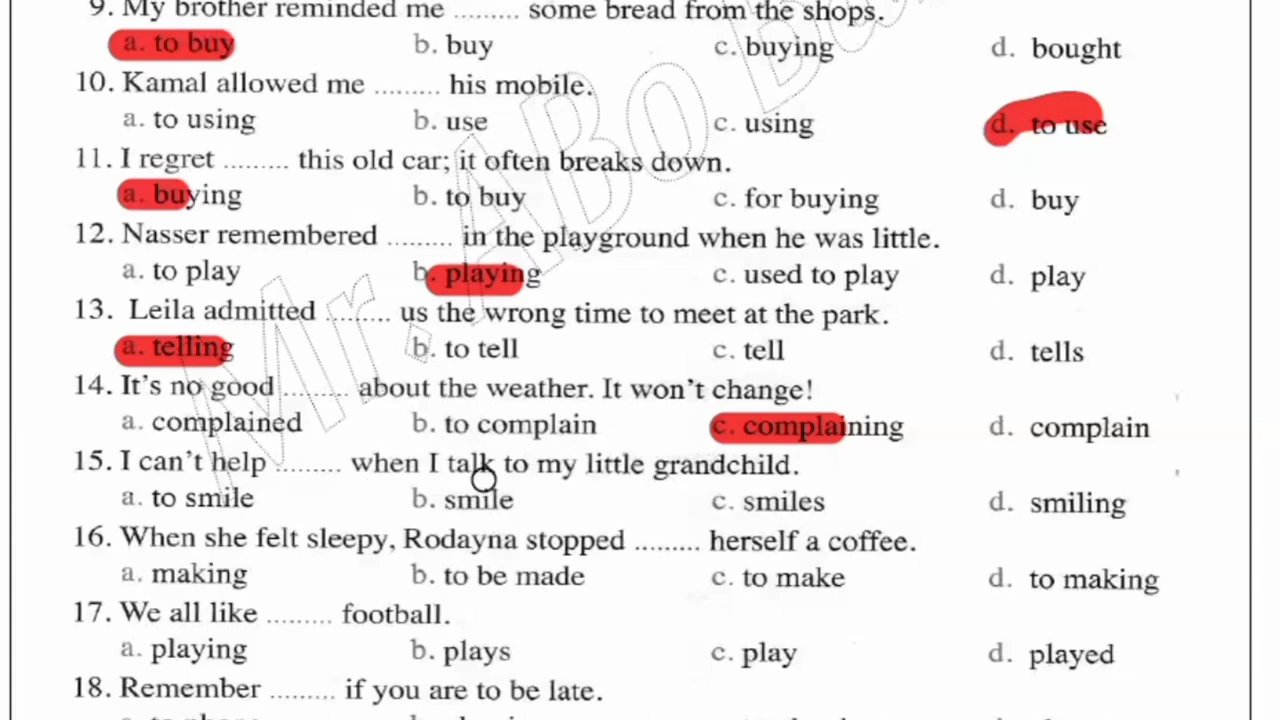 9. My brother reminded me ......... some bread from the shops.
a. to buy b. buy c. buying d. bought
10. Kamal allowed me ......... his mobile.
a. to using b. use c. using d. to use
11. I regret ......... this old car; it often breaks down.
a. buying b. to buy c. for buying d. buy
12. Nasser remembered ......... in the playground when he was little.
a. to play b. playing c. used to play d. play
13. Leila admitted ......... us the wrong time to meet at the park.
a. telling b. to tell c. tell d. tells
14. It's no good ......... about the weather. It won't change!
a. complained b. to complain c. complaining d. complain
15. I can't help ......... when I talk to my little grandchild.
a. to smile b. smile c. smiles d. smiling
16. When she felt sleepy, Rodayna stopped ......... herself a coffee.
a. making b. to be made c. to make d. to making
17. We all like ......... football.
a. playing b. plays c. play d. played
18. Remember ......... if you are to be late.
Mr. ABo